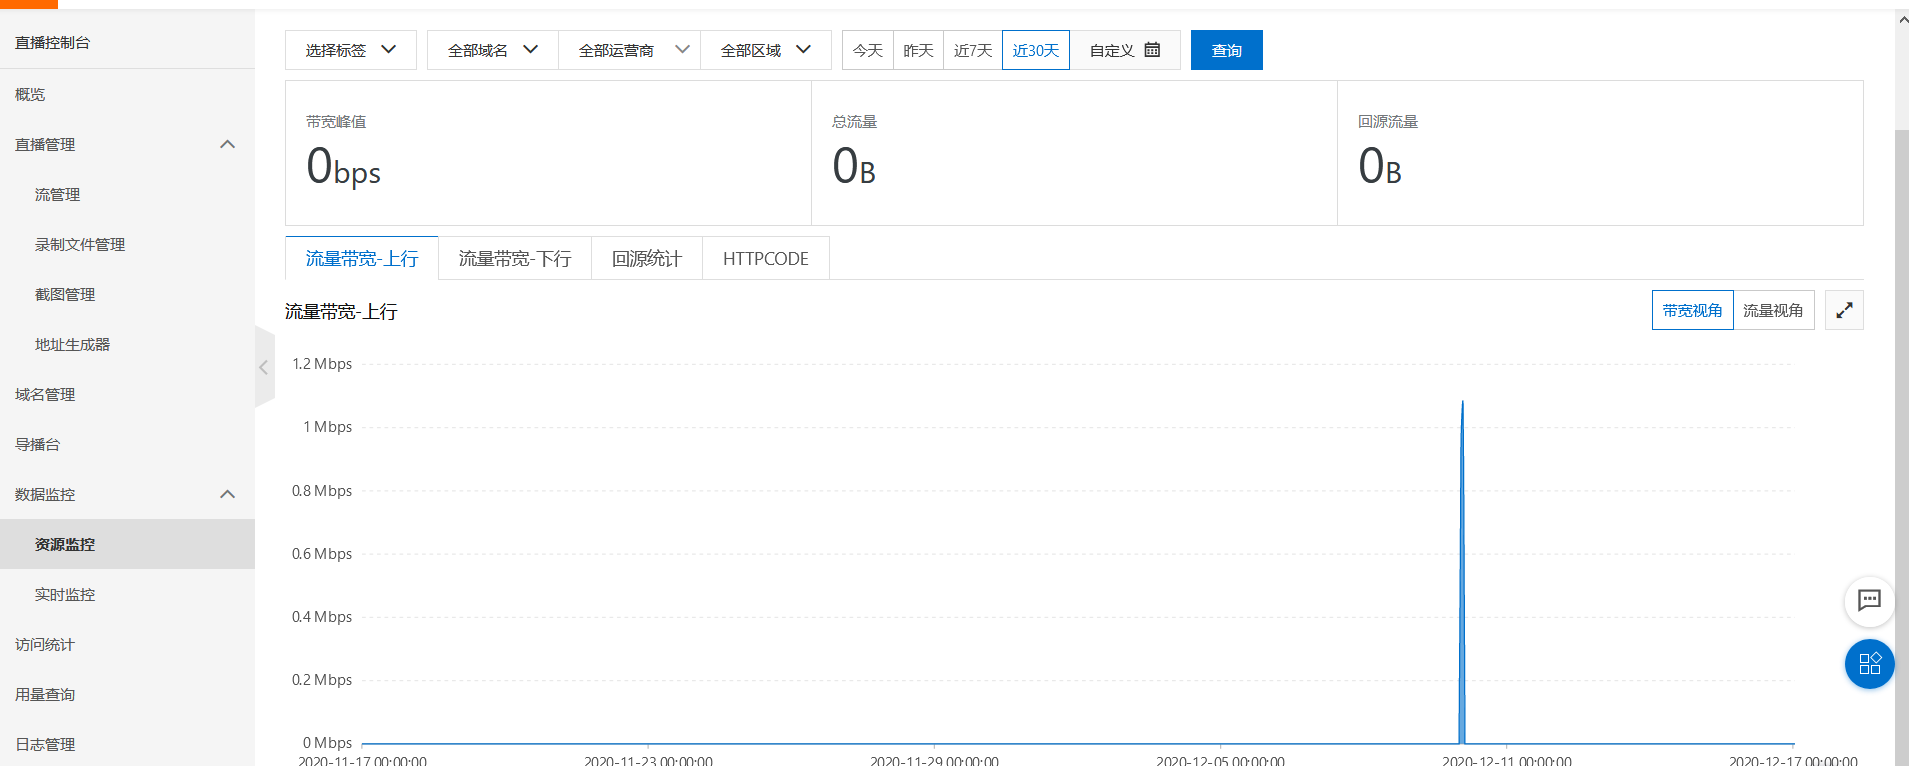 直播控制台
概览
直播管理
流管理
录制文件管理
截图管理
地址生成器
域名管理
导播台
数据监控
资源监控
实时监控
访问统计
用量查询
日志管理
选择标签 全部域名 全部运营商 全部区域 今天 昨天 近7天 近30天 自定义 查询
带宽峰值 总流量 回源流量
0bps 0B 0B
流量带宽-上行 流量带宽-下行 回源统计 HTTPCODE
流量带宽-上行 带宽视角 流量视角
1.2 Mbps
1 Mbps
0.8 Mbps
0.6 Mbps
0.4 Mbps
0.2 Mbps
0 Mbps
2020-11-17 00:00:00 2020-11-23 00:00:00 2020-11-29 00:00:00 2020-12-05 00:00:00 2020-12-11 00:00:00 2020-12-17 00:00:00